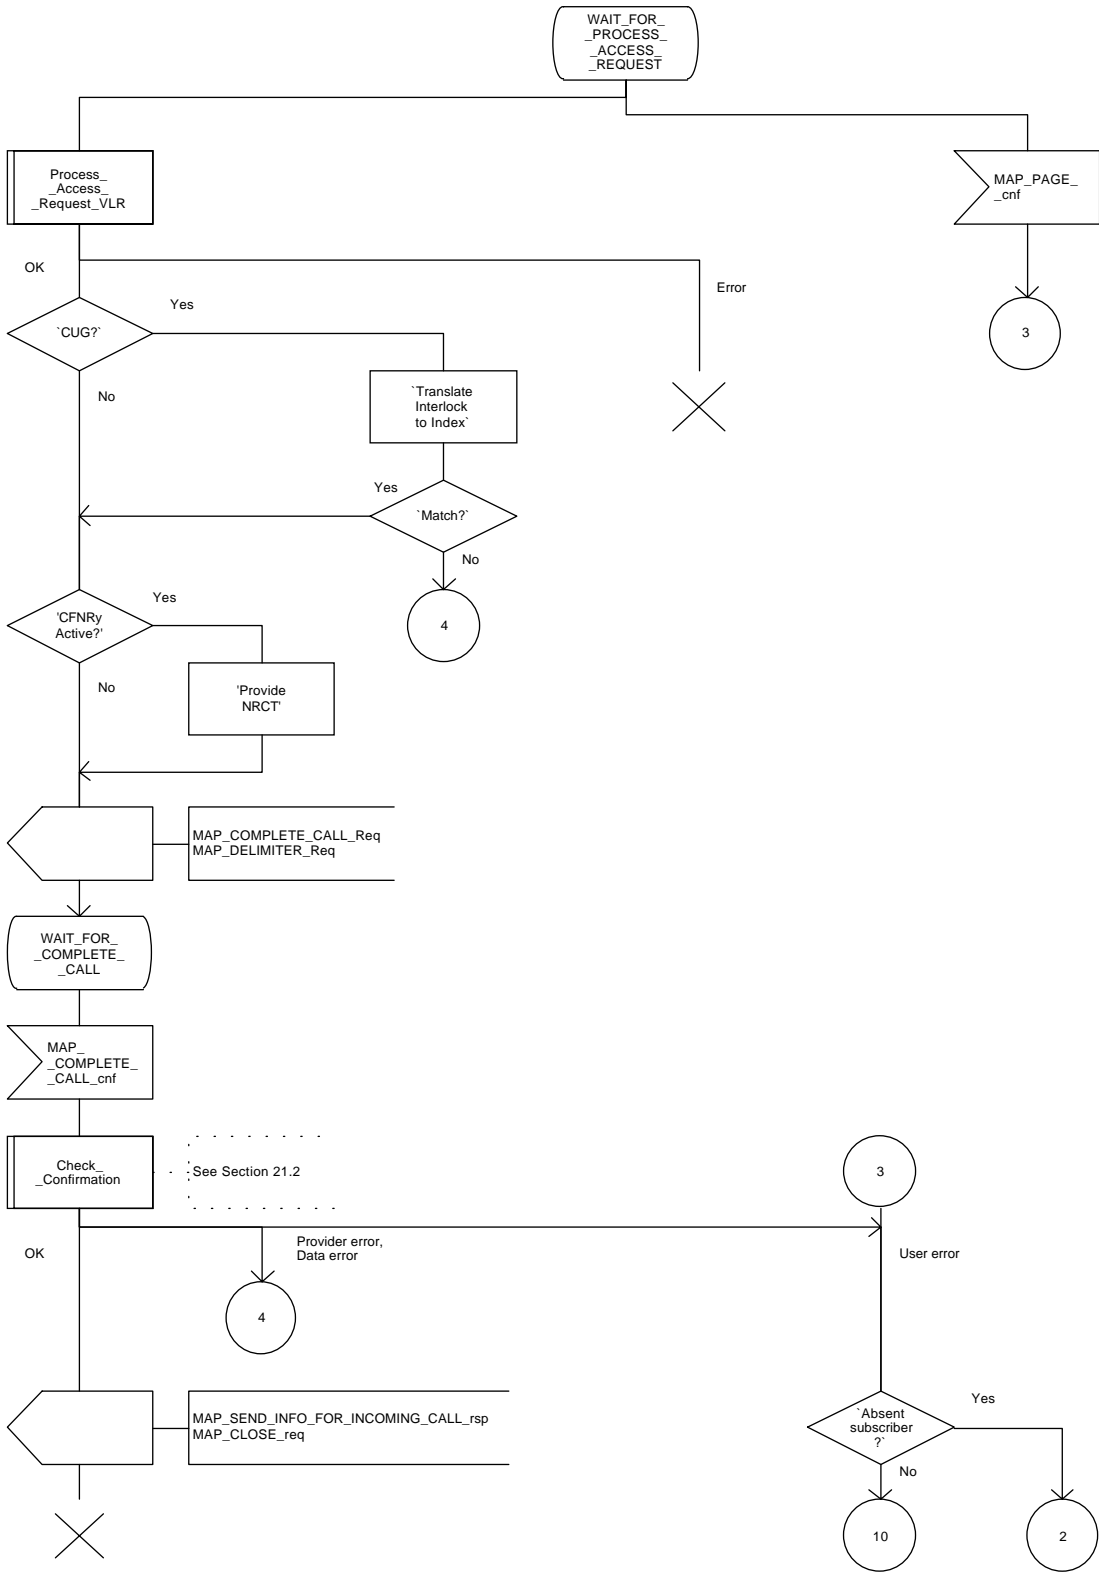 WAIT_FOR_
_PROCESS_
_ACCESS_
_REQUEST
Process_
_Access_
_Request_VLR
MAP_PAGE_
_cnf
OK
Error
Yes
`CUG?`
3
No
`Translate
Interlock
to Index`
Yes
`Match?`
No
Yes
'CFNRy
Active?'
4
No
'Provide
NRCT'
MAP_COMPLETE_CALL_Req
MAP_DELIMITER_Req
WAIT_FOR_
_COMPLETE_
_CALL
MAP_
_COMPLETE_
_CALL_cnf
Check_
_Confirmation
See Section 21.2
3
OK
Provider error,
Data error
User error
4
MAP_SEND_INFO_FOR_INCOMING_CALL_rsp
MAP_CLOSE_req
`Absent
subscriber
?`
Yes
No
10
2